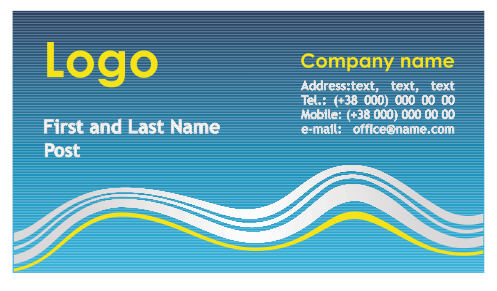 Logo
Company name
Address:text, text, text
Tel.: (+38 000) 000 00 00
Mobile: (+38 000) 000 00 00
e-mail: office@name.com
First and Last Name
Post